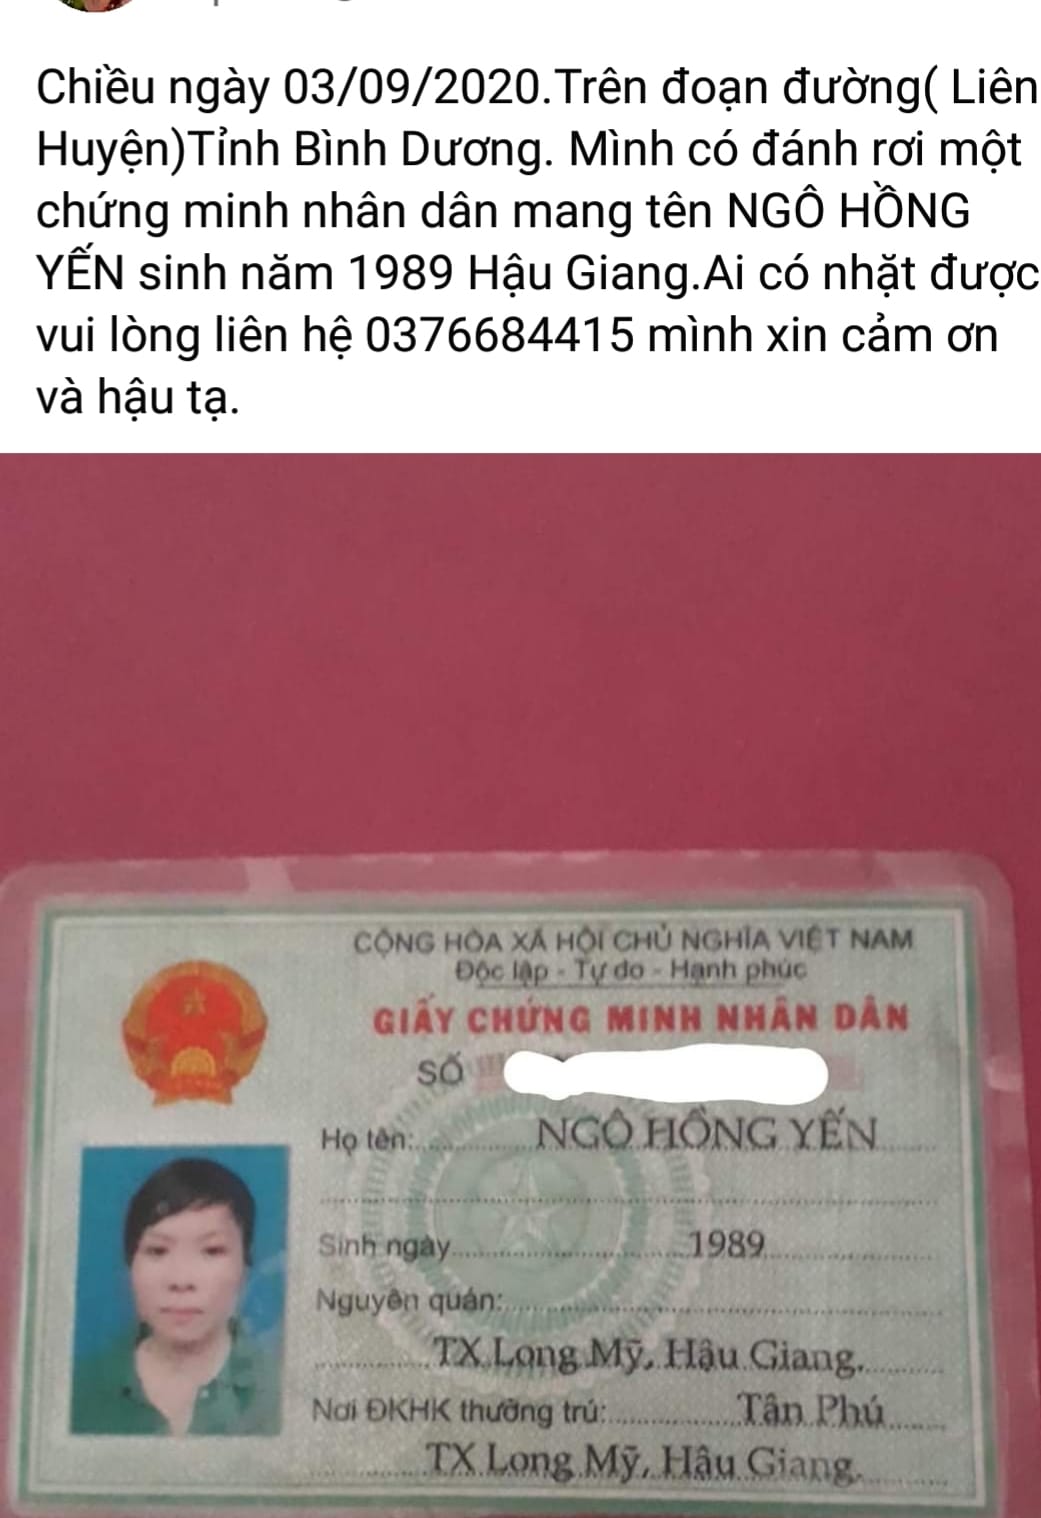 Chiều ngày 03/09/2020.Trên đoạn đường( Liên
Huyện)Tỉnh Bình Dương. Mình có đánh rơi một
chứng minh nhân dân mang tên NGÔ HỒNG
YẾN sinh năm 1989 Hậu Giang.Ai có nhặt được
vui lòng liên hệ 0376684415 mình xin cảm ơn
và hậu tạ.
CỘNG HÒA XÃ HỘI CHỦ NGHĨA VIỆT NAM
Độc lập - Tự do - Hạnh phúc
GIẤY CHỨNG MINH NHÂN DÂN
SỐ
Họ tên: NGÔ HỒNG YẾN
Sinh ngày 1989
Nguyên quán:
TX Long Mỹ, Hậu Giang.
Nơi ĐKHK thường trú: Tân Phú
TX Long Mỹ, Hậu Giang.